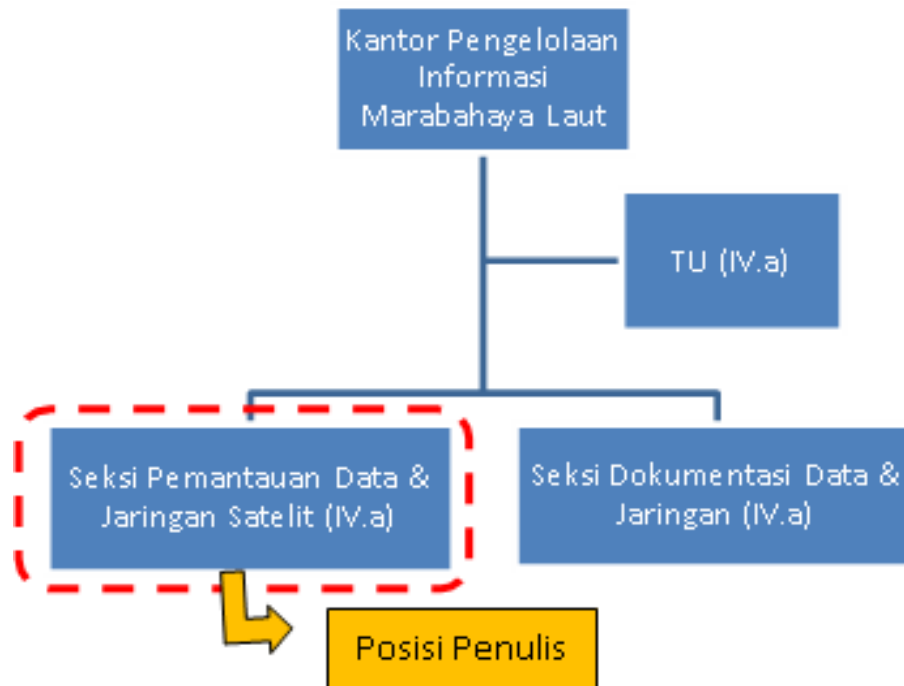 Kantor Pengelolaan
Informasi
Marabahaya Laut
TU (IV.a)
Seksi Pemantauan Data &
Jaringan Satelit (IV.a)
Seksi Dokumentasi Data &
Jaringan (IV.a)
Posisi Penulis